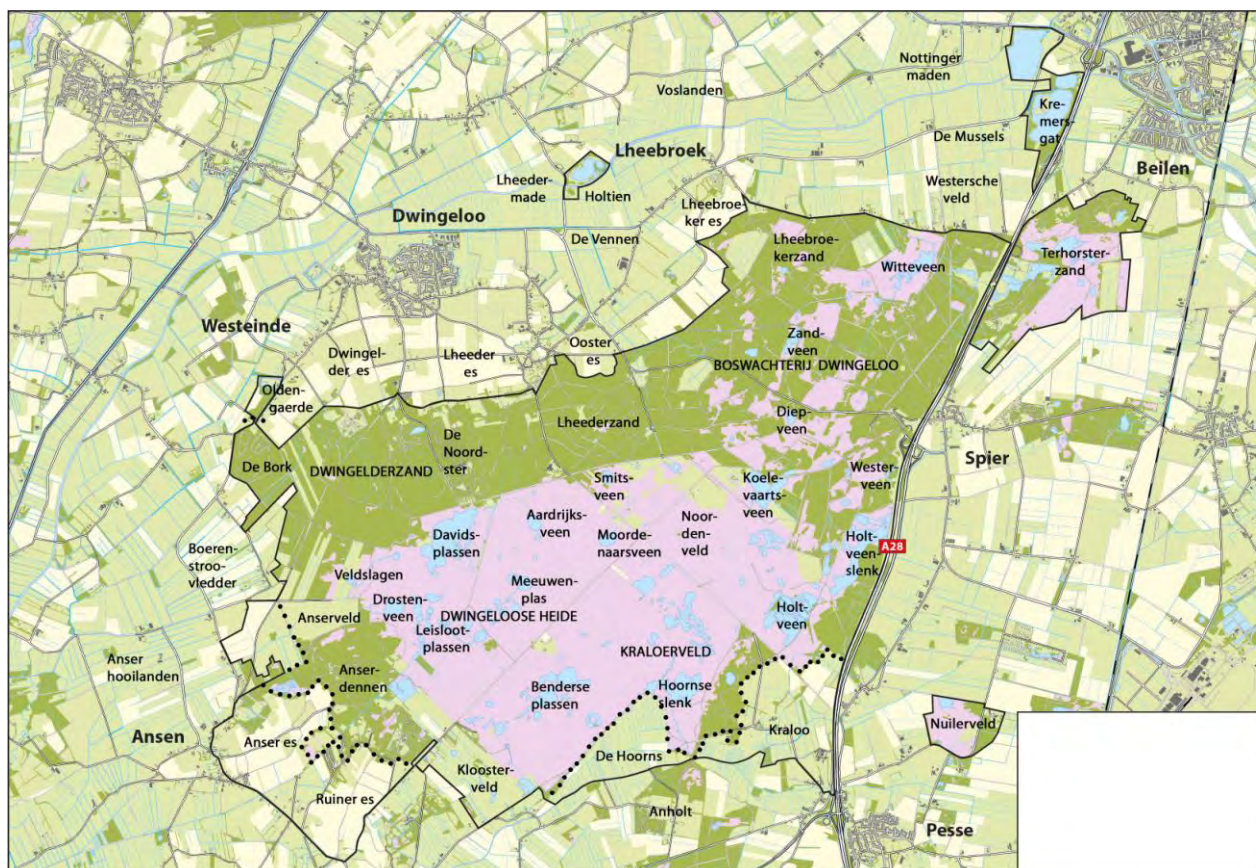 Nottinger
maden
Voslanden
Kre-
mers-
gat
De Mussels
Lheebroek
Beilen
Lheeder-
made
Holtien
Westersche
veld
Dwingeloo
Lheebroe-
ker es
De Vennen
Lheebroe-
kerzand
Witteveen
Terhorster-
zand
Westeinde
Ooster
es
Zand-
veen
Dwingel-
der es
Lheeder
es
BOSWACHTERIJ DWINGELOO
Olden-
gaerde
Lheederzand
Diep-
veen
De
Noord-
ster
De Bork
DWINGELDERZAND
Spier
Wester-
veen
Smits-
veen
Koele-
vaarts-
veen
Aardrijks-
veen
Noor-
den-
veld
Davids-
plassen
Moorde-
naarsveen
Holt-
veen-
slenk
A28
Boeren-
stroo-
vledder
Veldslagen
Meeuwen-
plas
Drosten-
veen
Holt-
veen
Anserveld
DWINGELOOSE HEIDE
Leisloot-
plassen
KRALOERVELD
Anser
hooilanden
Anser-
dennen
Benderse
plassen
Hoornse
slenk
Nuilerveld
Ansen
Anser es
Kraloo
De Hoorns
Klooster-
veld
Ruiner es
Anholt
Pesse